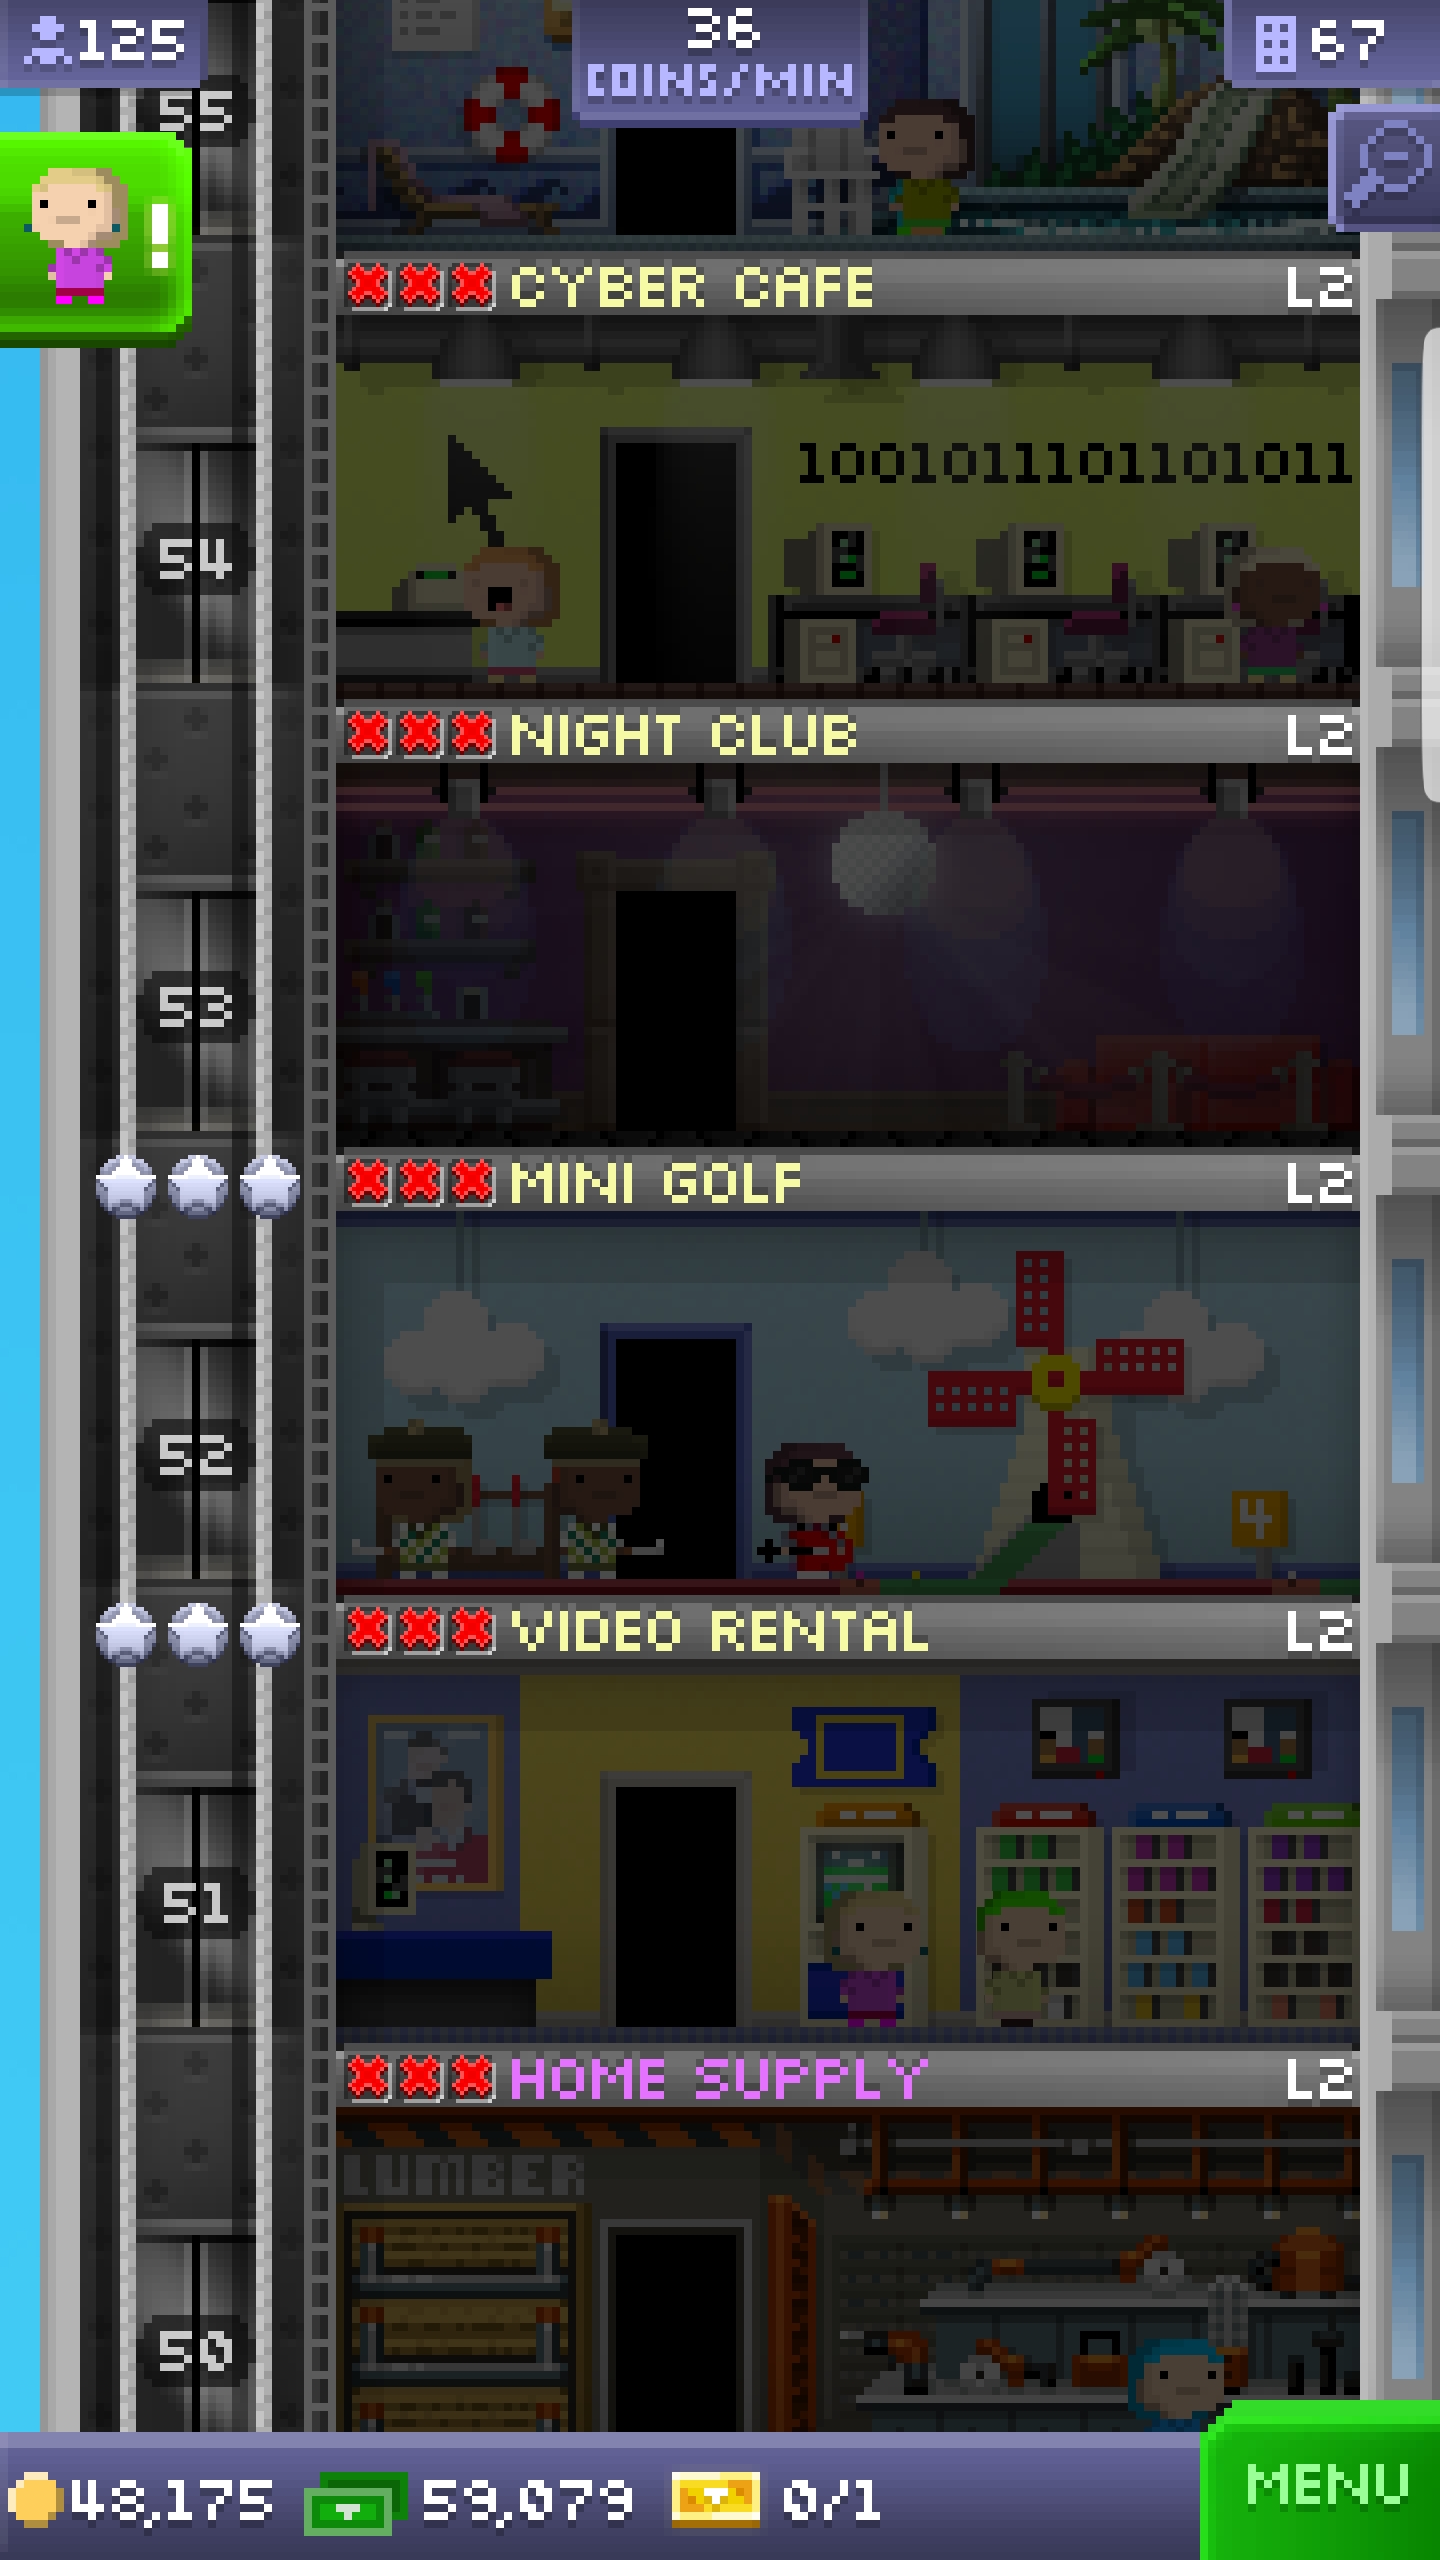 125
36
COINS/MIN
67
55
!
CYBER CAFE L2
1001011101101011
54
NIGHT CLUB L2
53
MINI GOLF L2
52
4
VIDEO RENTAL L2
51
HOME SUPPLY L2
LUMBER
50
48,175 59,079 0/1 MENU